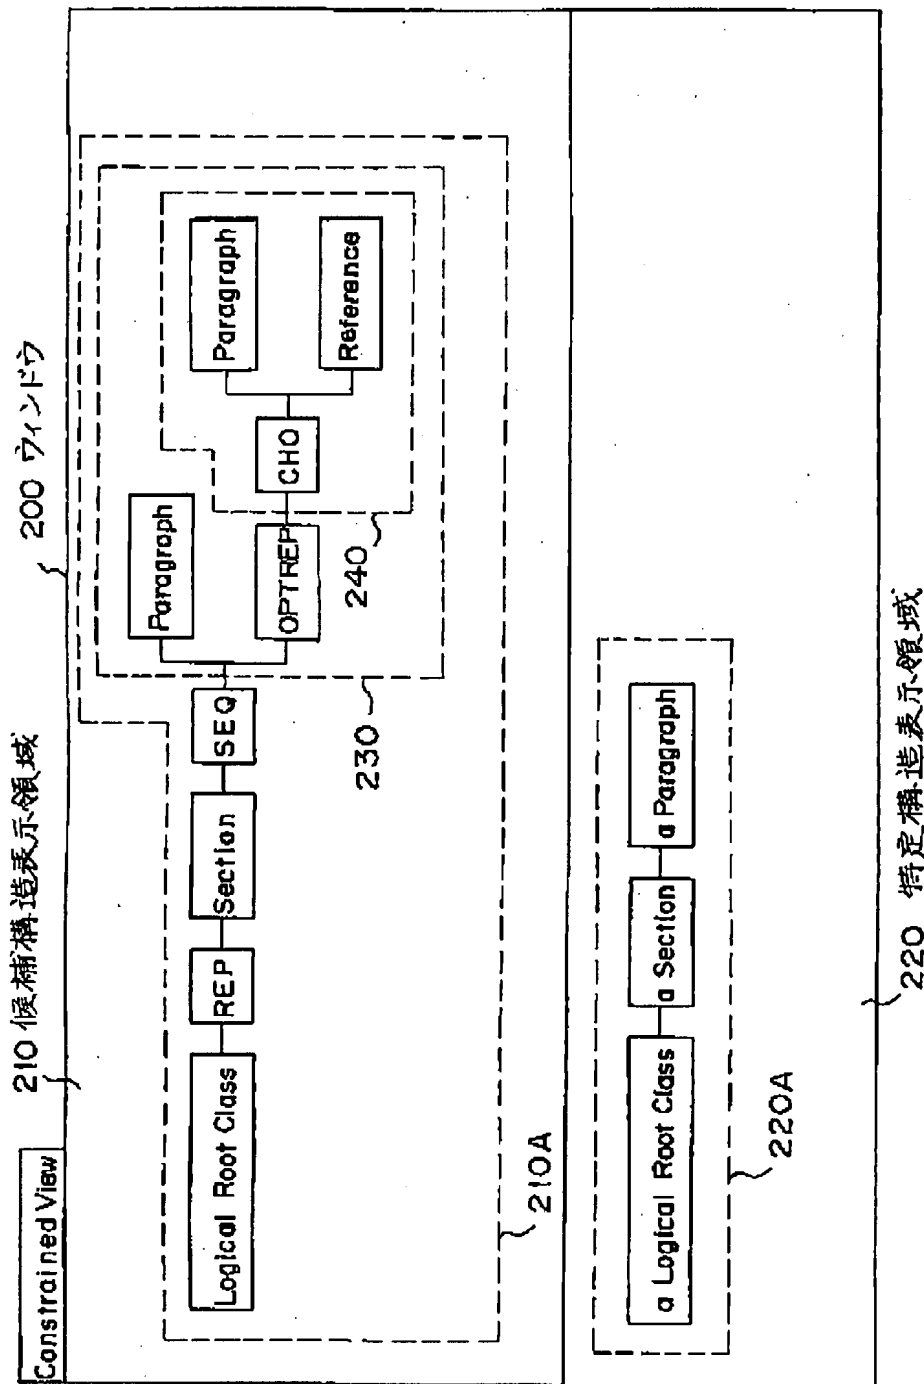 200 ウィンドウ
210 候補構造表示領域
Constrained View
Logical Root Class
REP
Section
SEQ
Paragraph
OPTREP
CHO
Paragraph
Reference
240
230
210A
a Logical Root Class
a Section
a Paragraph
220A
220 特定構造表示領域